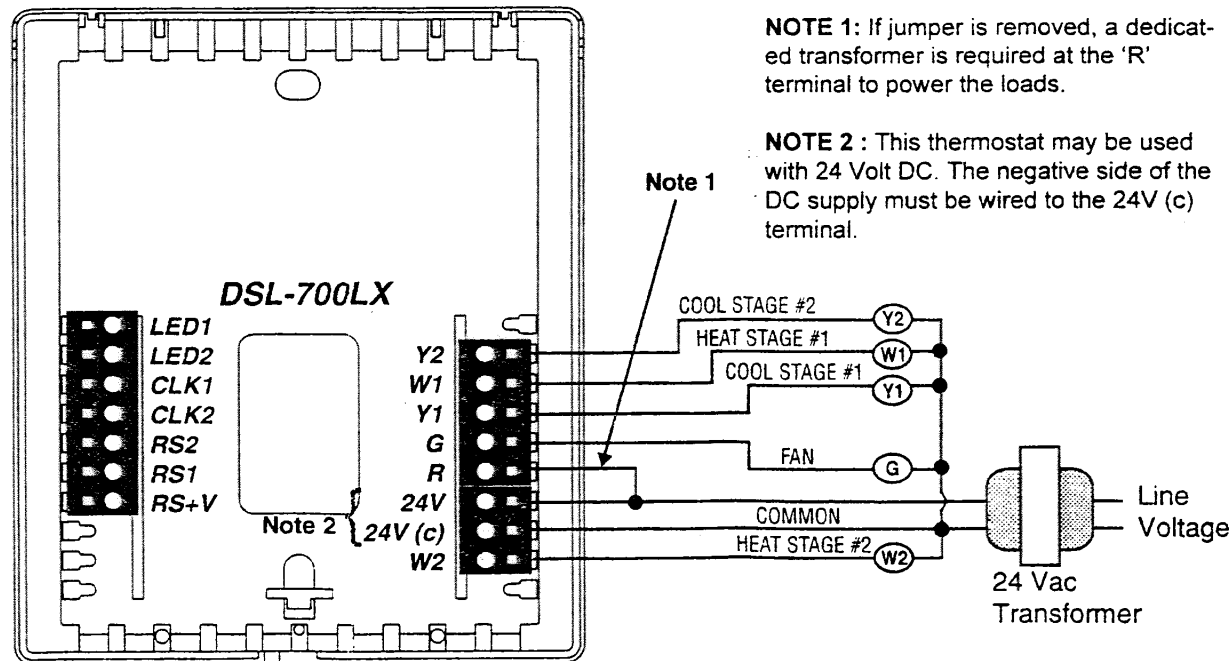 NOTE 1: If jumper is removed, a dedicat-
ed transformer is required at the 'R'
terminal to power the loads.
NOTE 2 : This thermostat may be used
with 24 Volt DC. The negative side of the
DC supply must be wired to the 24V (c)
terminal.
Note 1
DSL-700LX
LED1
LED2
CLK1
CLK2
RS2
RS1
RS+V
Note 2
Y2
W1
Y1
G
R
24V
24V (c)
W2
COOL STAGE #2
Y2
HEAT STAGE #1
W1
COOL STAGE #1
Y1
FAN
G
COMMON
HEAT STAGE #2
W2
Line
Voltage
24 Vac
Transformer